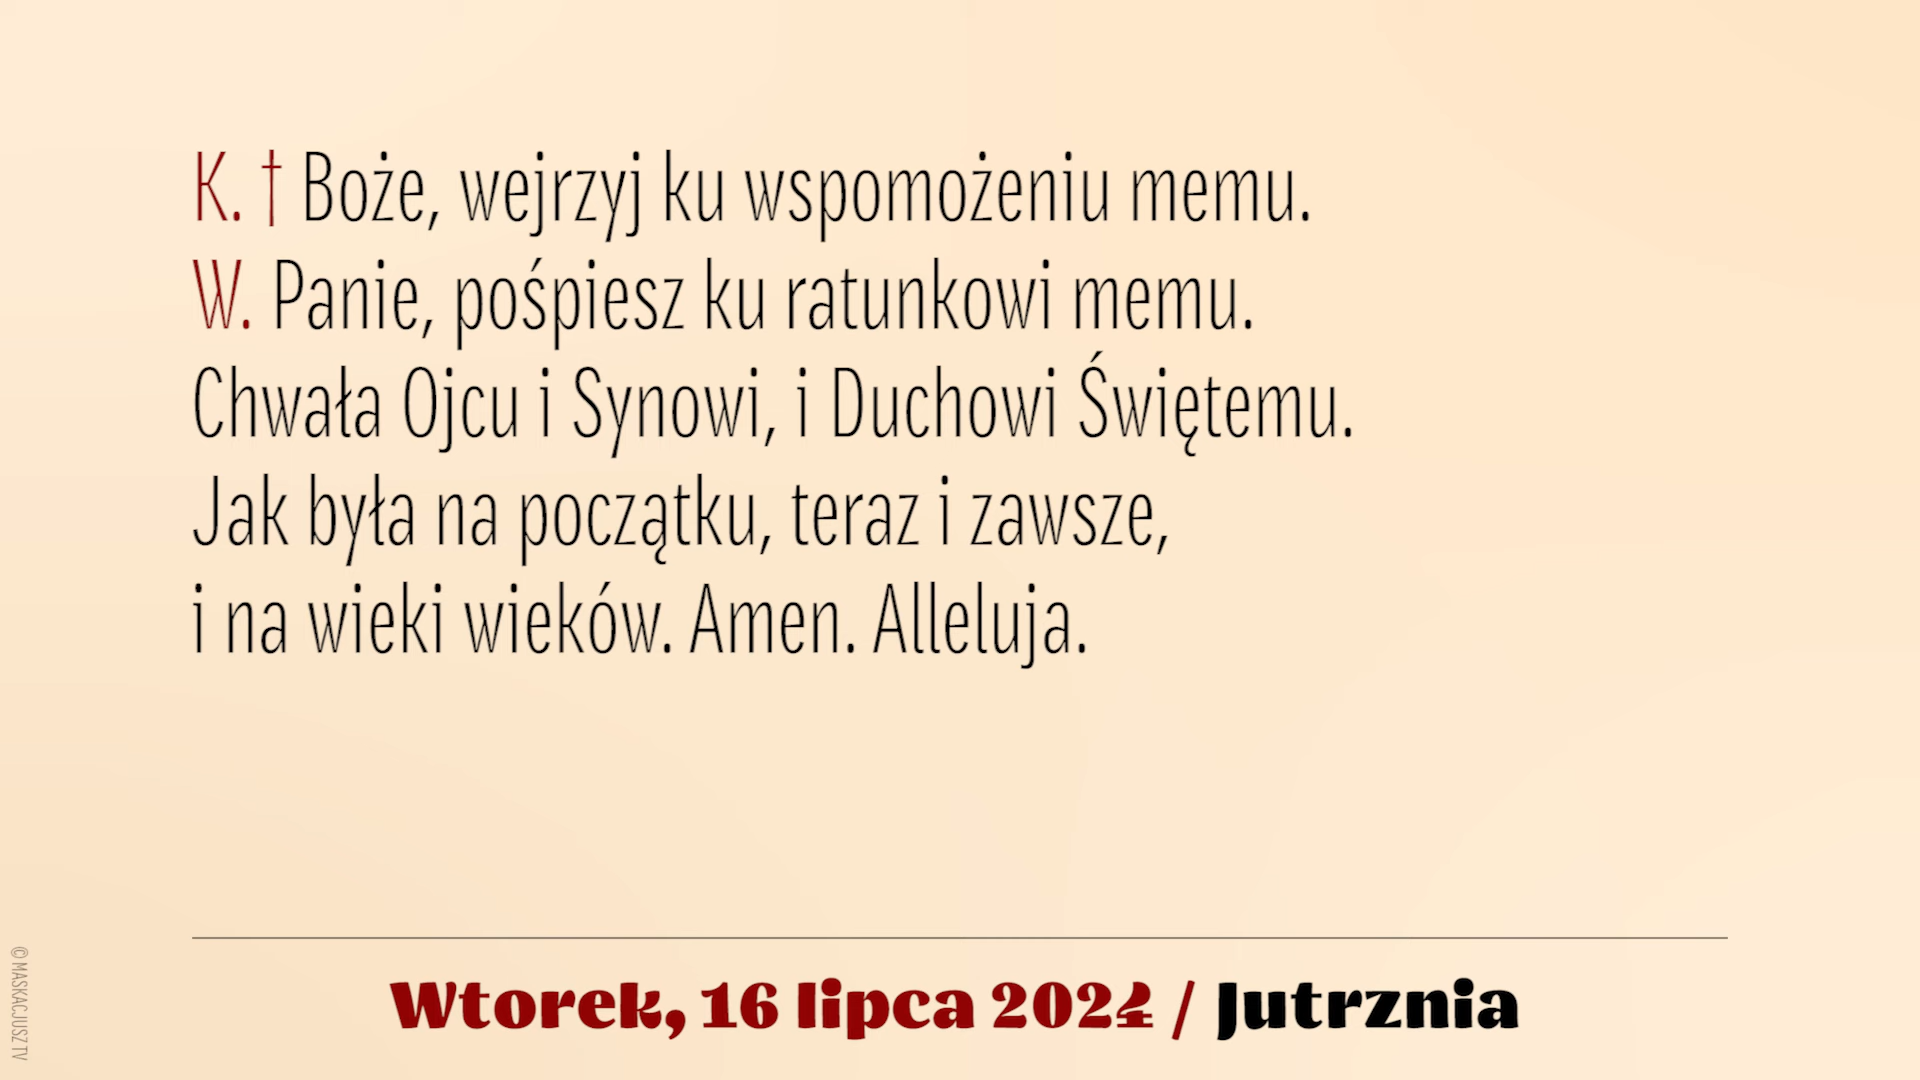 K. † Boże, wejrzyj ku wspomożeniu memu.
W. Panie, pośpiesz ku ratunkowi memu.
Chwała Ojcu i Synowi, i Duchowi Świętemu.
Jak była na początku, teraz i zawsze,
i na wieki wieków. Amen. Alleluja.
Wtorek, 16 lipca 2024 / Jutrznia
© MASKACJUSZ TV